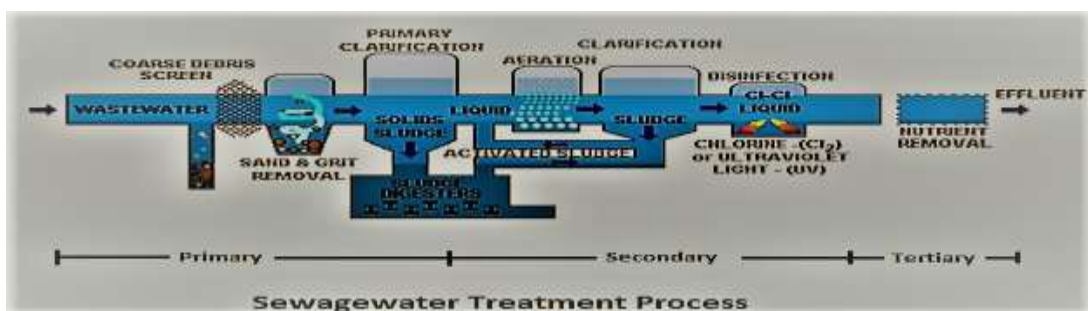 PRIMARY
CLARIFICATION
CLARIFICATION
COARSE DEBRIS
SCREEN
AERATION
DISINFECTION
WASTEWATER
LIQUID
CL-CL
LIQUID
EFFLUENT
SOLIDS
SLUDGE
SLUDGE
NUTRIENT
REMOVAL
SAND & GRIT
REMOVAL
ACTIVATED SLUDGE
CHLORINE -(CL₂)
or ULTRAVIOLET
LIGHT - (UV)
SLUDGE
DIGESTERS
Primary
Secondary
Tertiary
Sewagewater Treatment Process